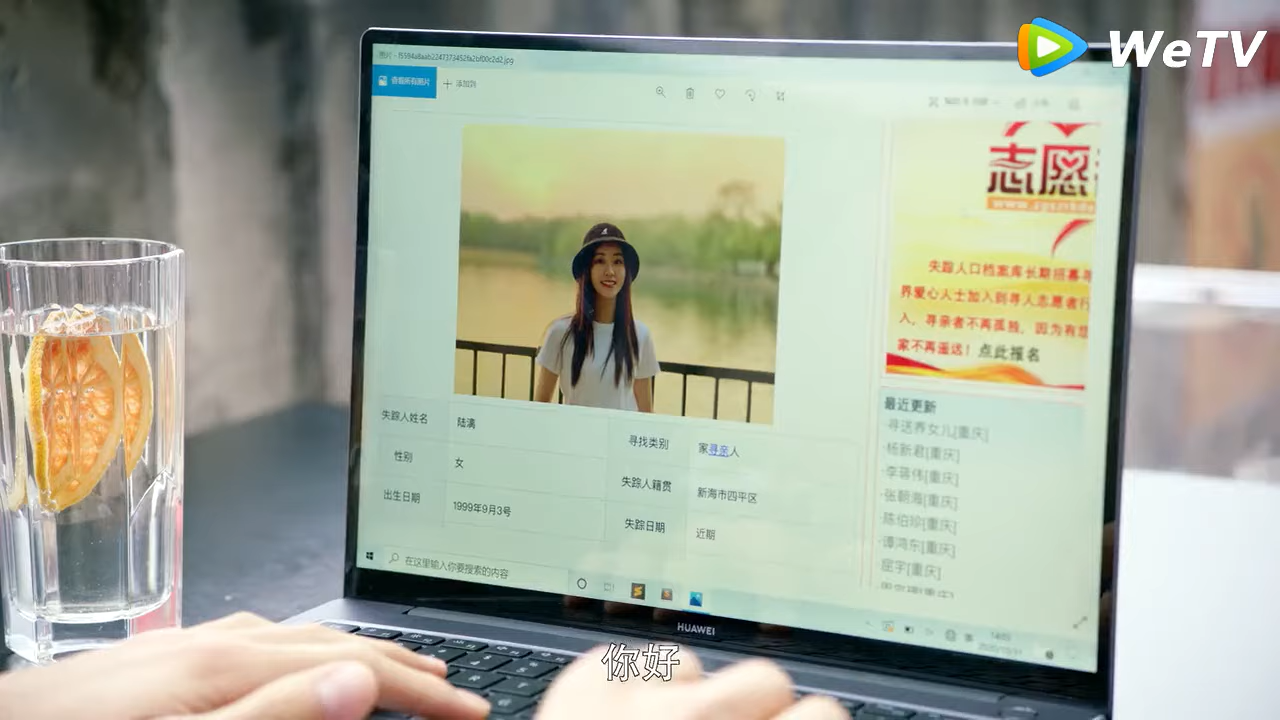 WeTV
图片 - f5594a8aab22473734526a2bf00c2d2.jpg
查看所有图片
添加到
志愿
失踪人口档案库长期招募
界爱心人士加入到寻人志愿者行
人，寻亲者不再孤独，因为有您
家不再遥远！点此报名
失踪人姓名 陆漓 寻找类别 家寻亲人
性别 女 失踪人籍贯 新海市四平区
出生日期 1999年9月3号 失踪日期 近期
最近更新
寻送养女儿[重庆]
杨新君[重庆]
李蒋伟[重庆]
张朝海[重庆]
陈伯珍[重庆]
谭鸿东[重庆]
屈宇[重庆]
在这里输入你要搜索的内容
HUAWEI
你好